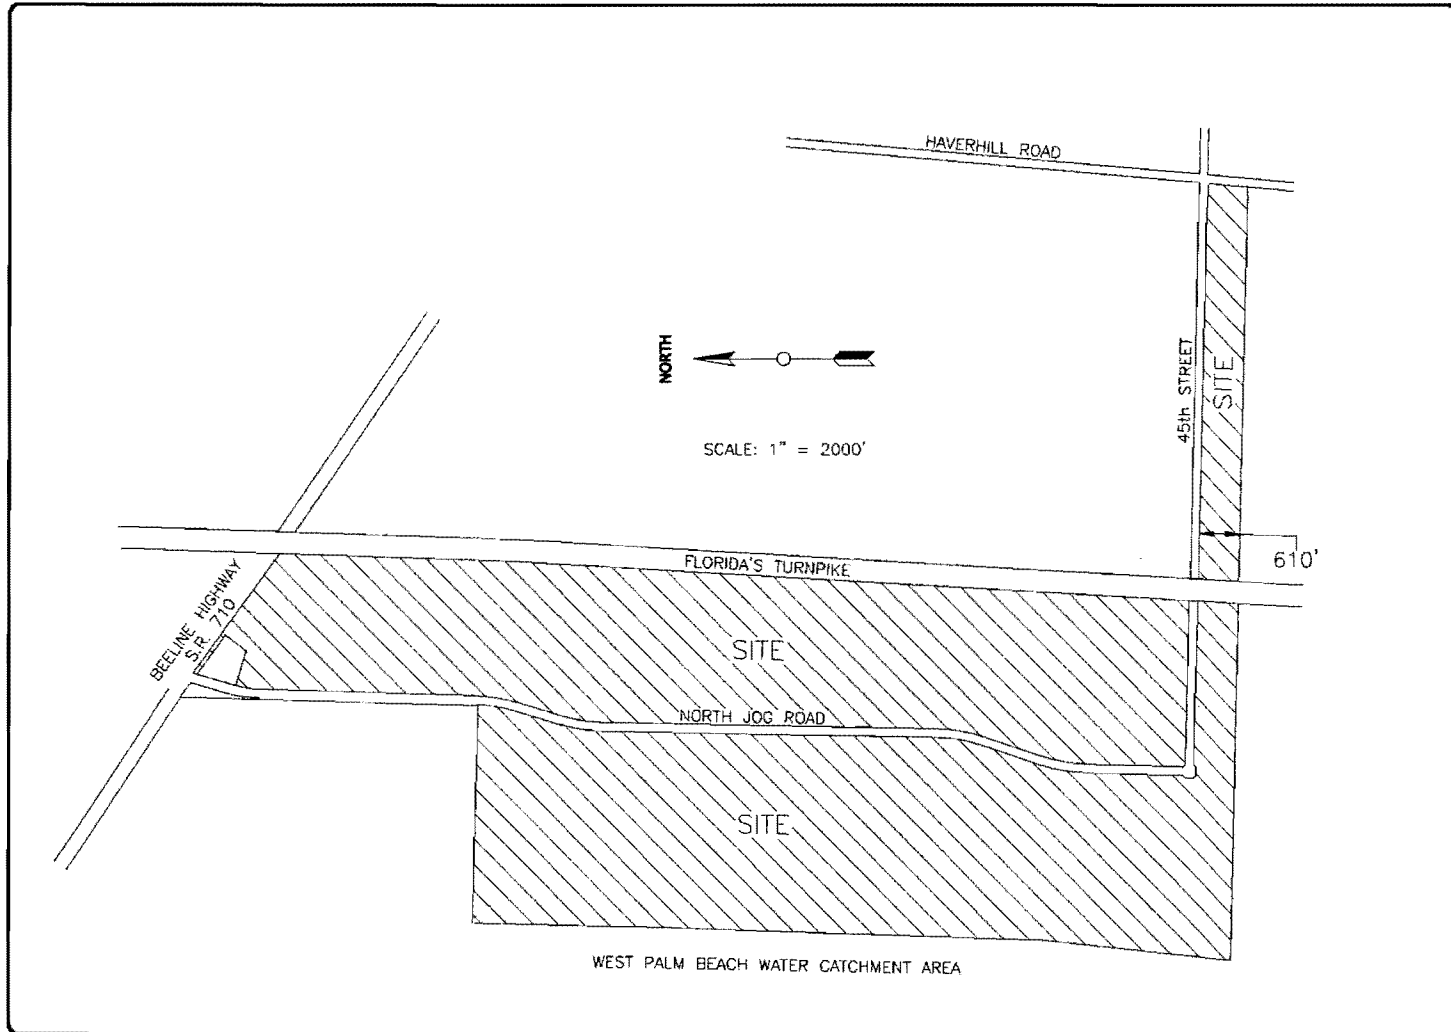 HAVERHILL ROAD
NORTH
45th STREET
SITE
SCALE: 1" = 2000'
610'
FLORIDA'S TURNPIKE
BEELINE HIGHWAY
S.R. 710
SITE
NORTH JOG ROAD
SITE
WEST PALM BEACH WATER CATCHMENT AREA